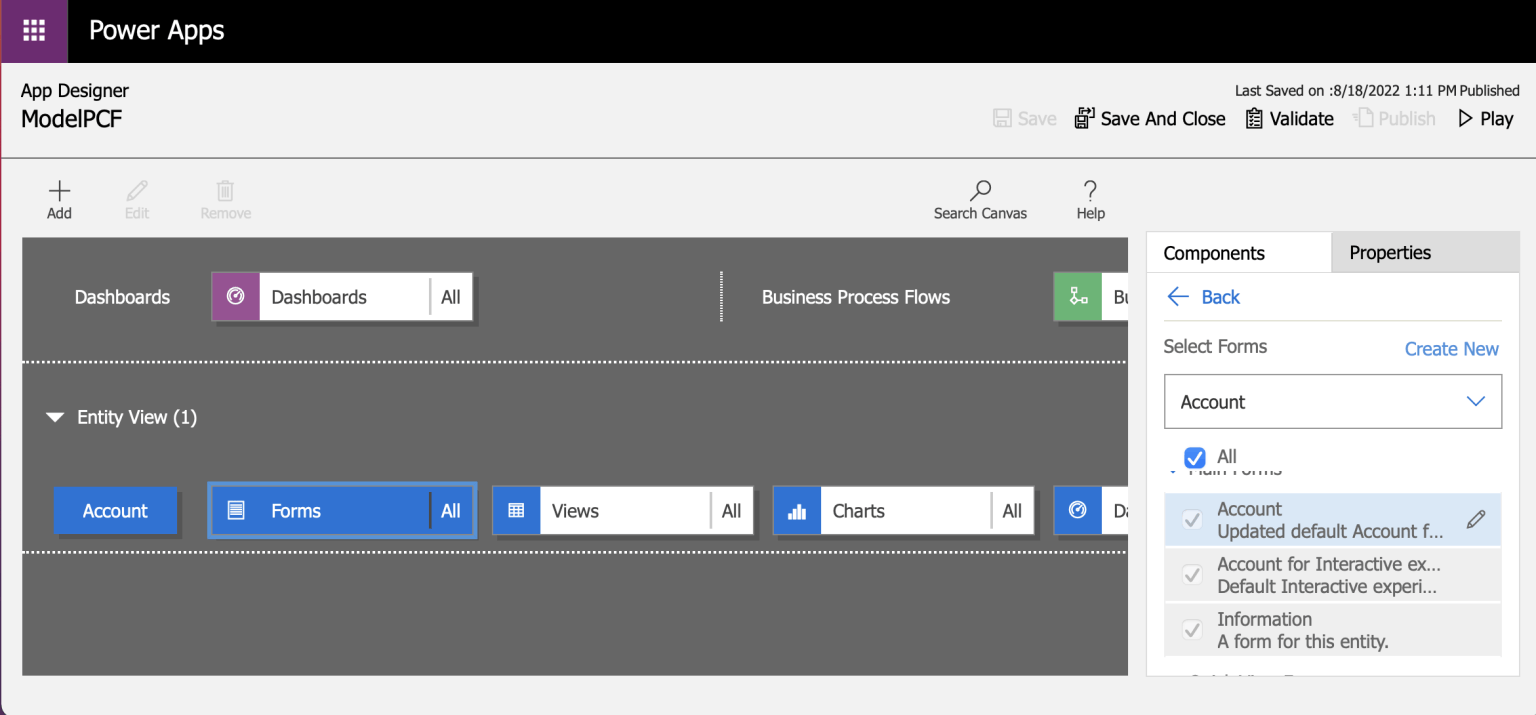 Power Apps
App Designer
ModelPCF
Last Saved on :8/18/2022 1:11 PM Published
Save
Save And Close
Validate
Publish
Play
Add
Edit
Remove
Search Canvas
Help
Dashboards
Dashboards
All
Business Process Flows
Entity View (1)
Account
Forms
All
Views
All
Charts
All
Components
Properties
Back
Select Forms
Create New
Account
All
Main Forms
Account
Updated default Account f...
Account for Interactive ex...
Default Interactive experi...
Information
A form for this entity.